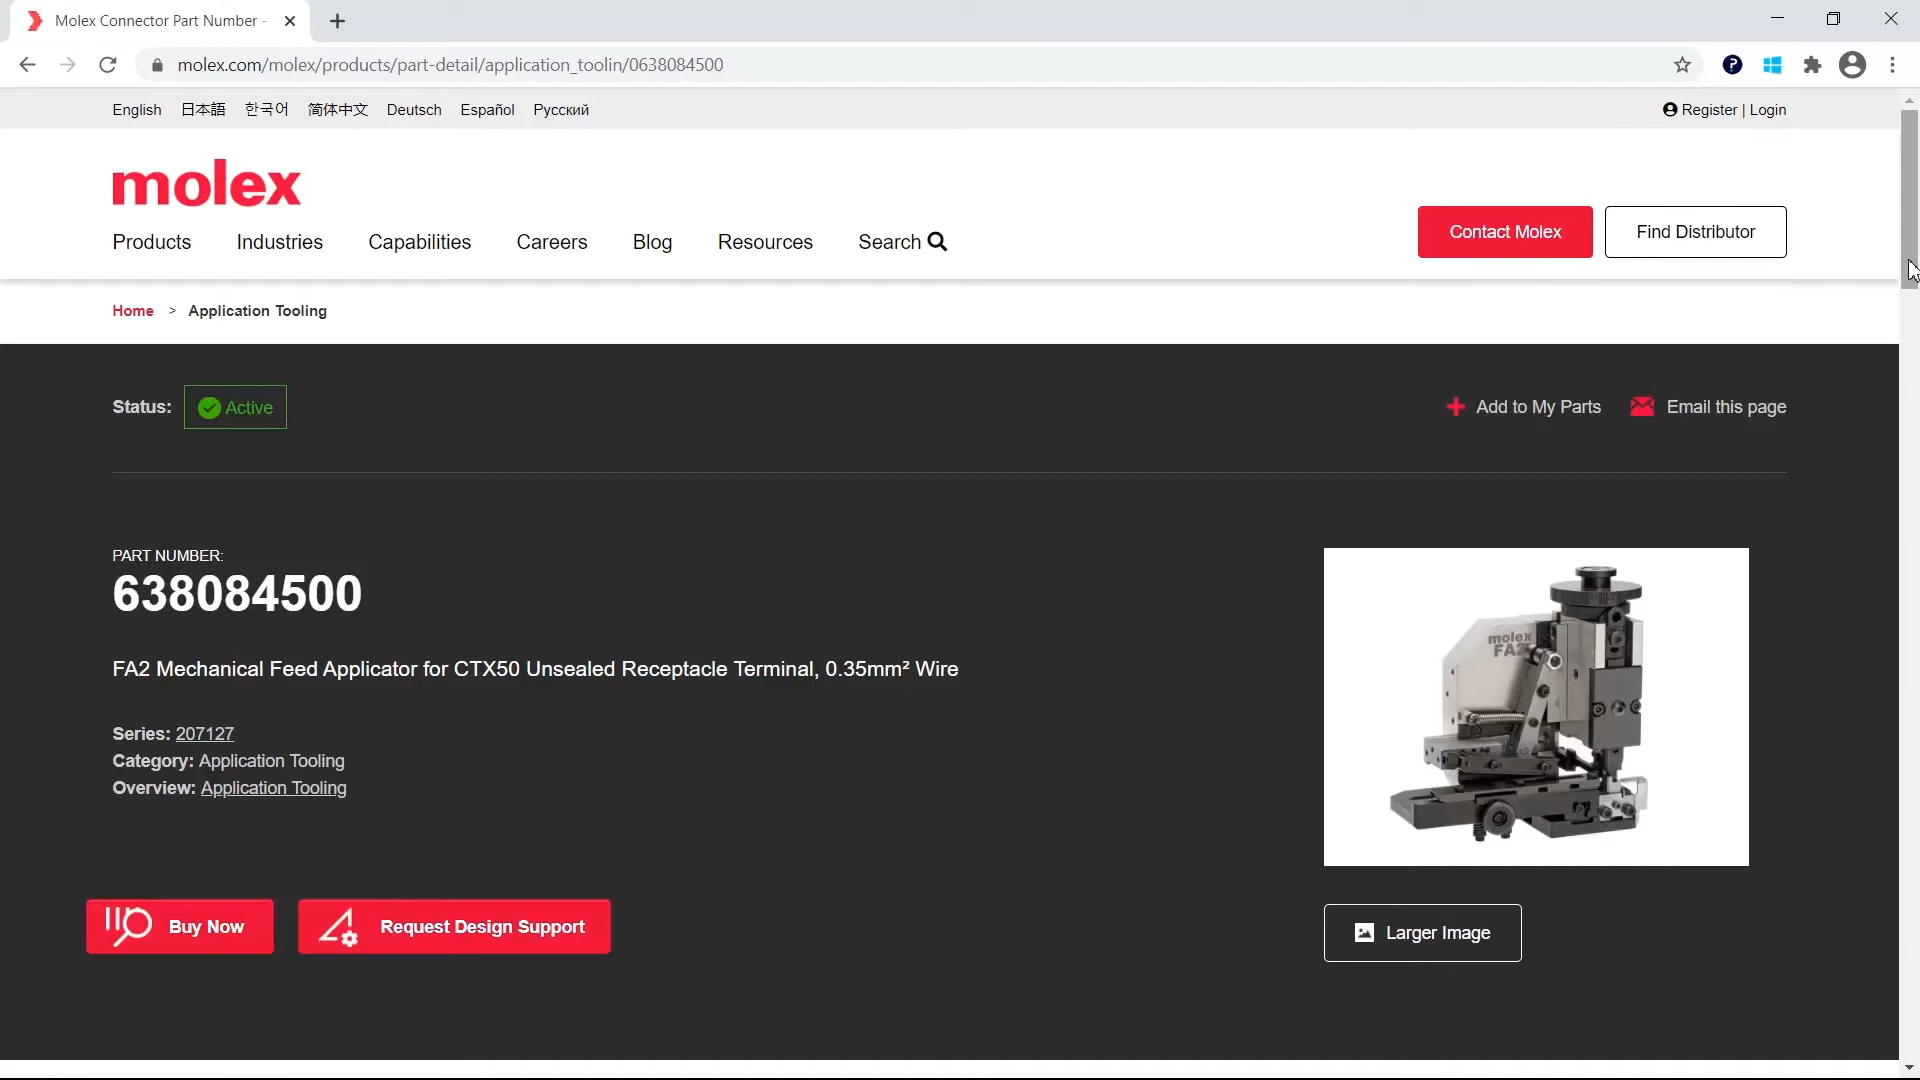 Molex Connector Part Number -
molex.com/molex/products/part-detail/application_toolin/0638084500
English 日本語 한국어 简体中文 Deutsch Español Русский
Register | Login
molex
Products Industries Capabilities Careers Blog Resources Search
Contact Molex Find Distributor
Home > Application Tooling
Status: Active
Add to My Parts Email this page
PART NUMBER:
638084500
FA2 Mechanical Feed Applicator for CTX50 Unsealed Receptacle Terminal, 0.35mm² Wire
Series: 207127
Category: Application Tooling
Overview: Application Tooling
molex
FA2
Buy Now Request Design Support
Larger Image